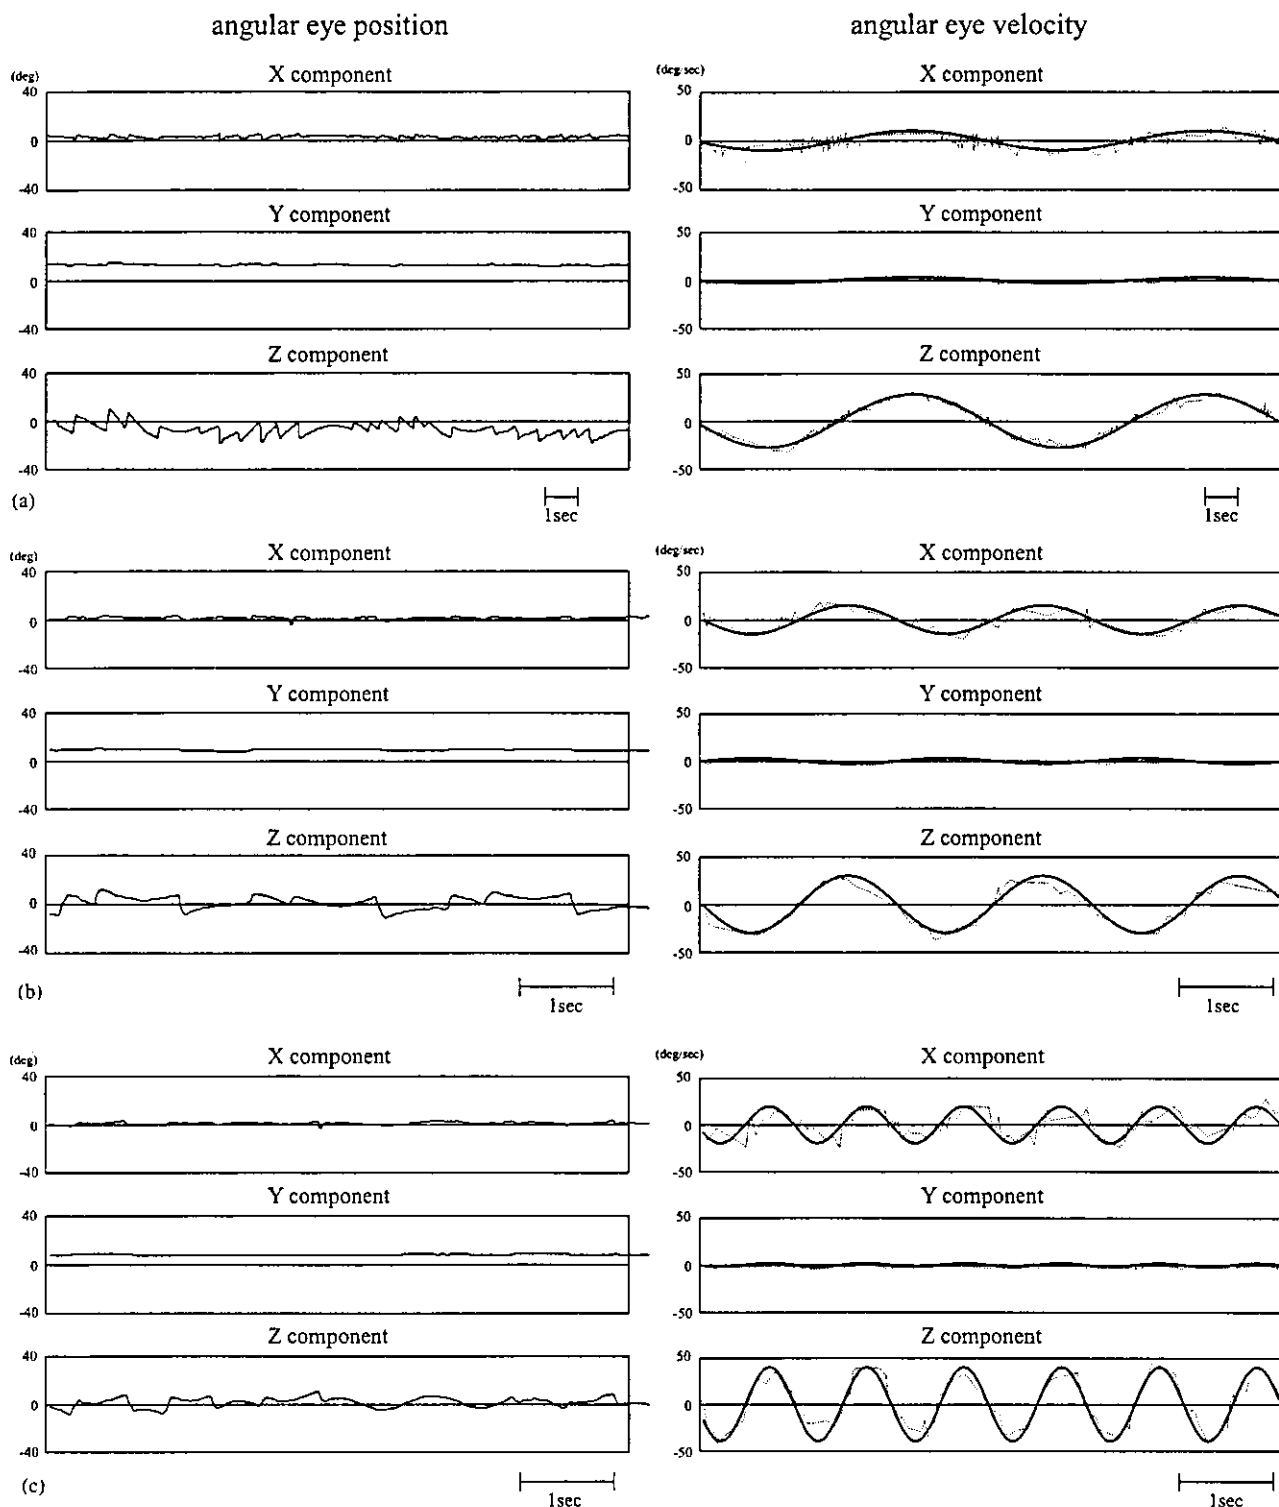 angular eye position
angular eye velocity
(deg)
X component
40
0
-40
Y component
40
0
-40
Z component
40
0
-40
(a)
1sec
(deg/sec)
X component
50
0
-50
Y component
50
0
-50
Z component
50
0
-50
1sec
(deg)
X component
40
0
-40
Y component
40
0
-40
Z component
40
0
-40
(b)
1sec
(deg/sec)
X component
50
0
-50
Y component
50
0
-50
Z component
50
0
-50
1sec
(deg)
X component
40
0
-40
Y component
40
0
-40
Z component
40
0
-40
(c)
1sec
(deg/sec)
X component
50
0
-50
Y component
50
0
-50
Z component
50
0
-50
1sec